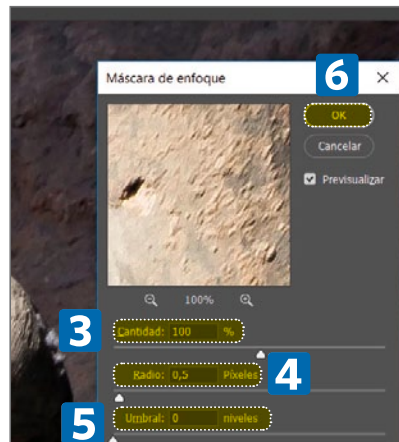 Máscara de enfoque
6
OK
Cancelar
Previsualizar
100%
3
Cantidad: 100 %
Radio: 0,5 Píxeles
4
5
Umbral: 0 niveles